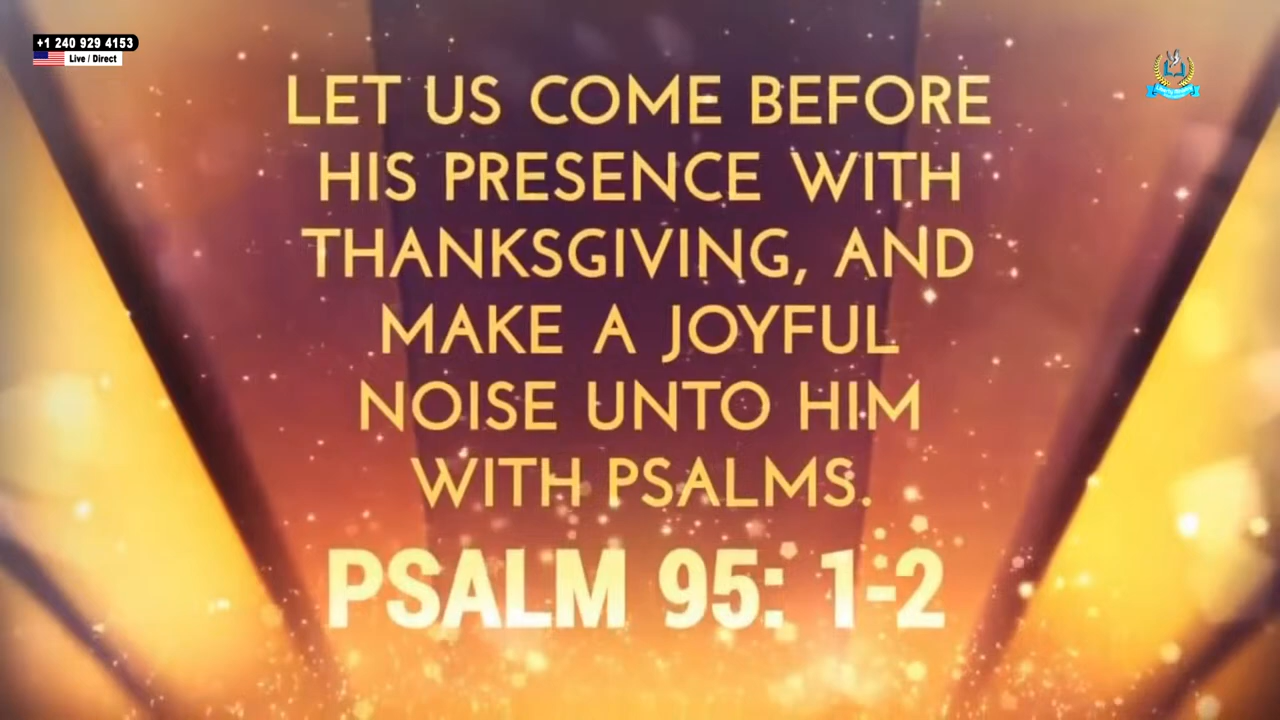 +1 240 929 4153
Live / Direct
LET US COME BEFORE
HIS PRESENCE WITH
THANKSGIVING, AND
MAKE A JOYFUL
NOISE UNTO HIM
WITH PSALMS.
PSALM 95: 1-2